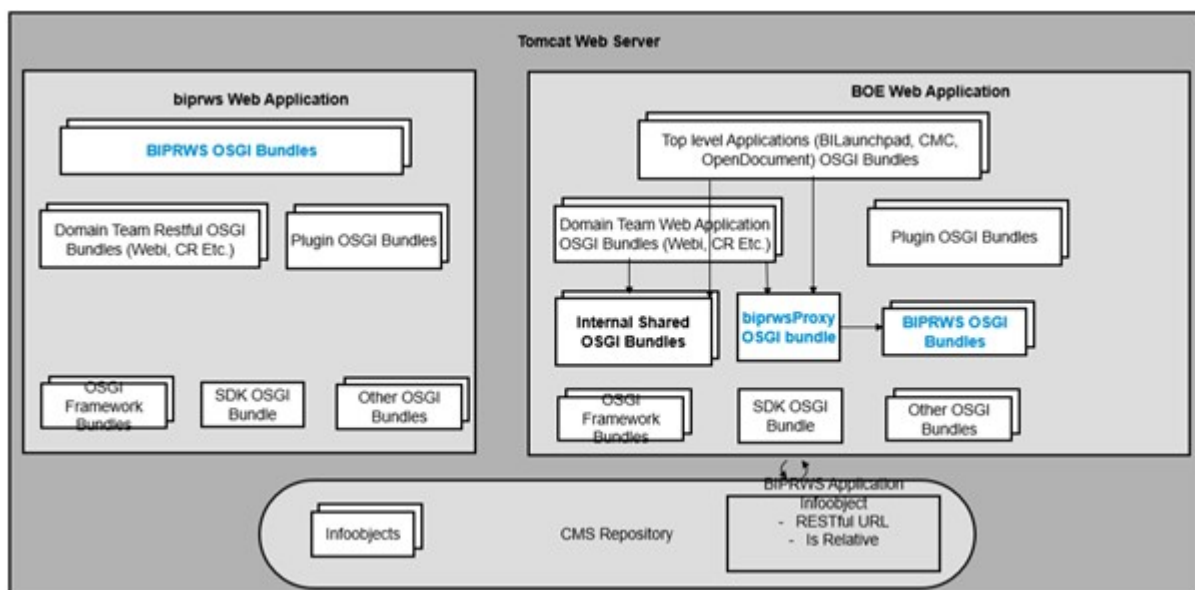 Tomcat Web Server
biprws Web Application
BIPRWS OSGI Bundles
Domain Team Restful OSGI
Bundles (Webi, CR Etc.)
Plugin OSGI Bundles
OSGI
Framework
Bundles
SDK OSGI
Bundle
Other OSGI
Bundles
BOE Web Application
Top level Applications (BILaunchpad, CMC,
OpenDocument) OSGI Bundles
Domain Team Web Application
OSGI Bundles (Webi, CR Etc.)
Plugin OSGI Bundles
Internal Shared
OSGI Bundles
biprwsProxy
OSGI bundle
BIPRWS OSGI
Bundles
OSGI
Framework
Bundles
SDK OSGI
Bundle
Other OSGI
Bundles
Infoobjects
CMS Repository
BIPRWS Application
Infoobject
- RESTful URL
- Is Relative